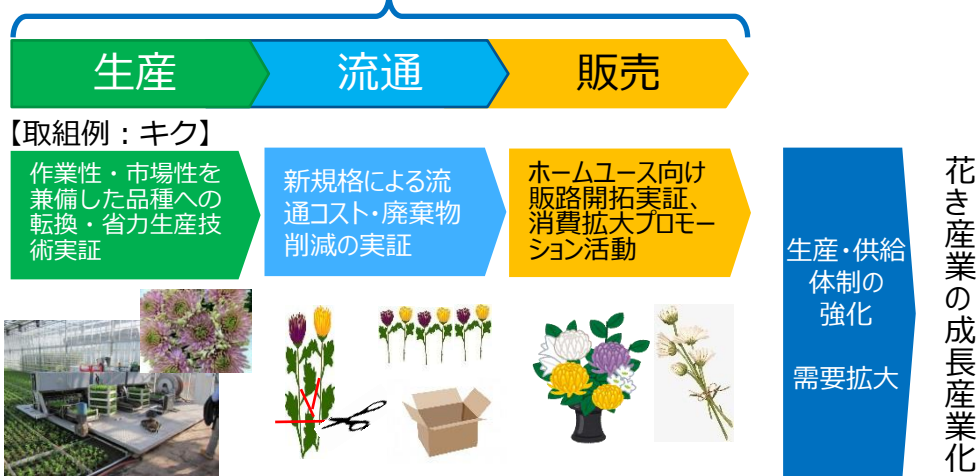 生産
流通
販売
【取組例：キク】
作業性・市場性を
兼備した品種への
転換・省力生産技
術実証
新規格による流
通コスト・廃棄物
削減の実証
ホームユース向け
販路開拓実証、
消費拡大プロモー
ション活動
生産・供給
体制の
強化
需要拡大
花き産業の成長産業化